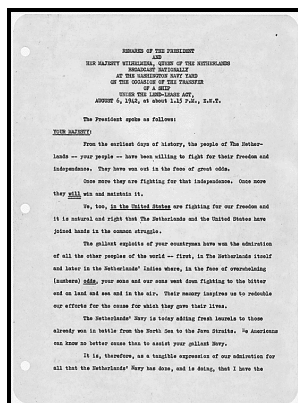 REMARKS OF THE PRESIDENT
AND
HER MAJESTY WILHELMINA, QUEEN OF THE NETHERLANDS
BROADCAST NATIONALLY
AT THE WASHINGTON NAVY YARD
ON THE OCCASION OF THE TRANSFER
OF A SHIP
UNDER THE LEND-LEASE ACT,
AUGUST 6, 1942, at about 1.15 P.M., E.W.T.
The President spoke as follows:
YOUR MAJESTY:
From the earliest days of history, the people of The Nether-
lands -- your people -- have been willing to fight for their freedom and
independence. They have won out in the face of great odds.
Once more they are fighting for that independence. Once more
they will win and maintain it.
We, too, in the United States are fighting for our freedom and
it is natural and right that The Netherlands and the United States have
joined hands in the common struggle.
The gallant exploits of your countrymen have won the admiration
of all the other peoples of the world -- first, in The Netherlands itself
and later in the Netherlands' Indies where, in the face of overwhelming
(numbers) odds, your sons and our sons went down fighting to the bitter
end on land and sea and in the air. Their memory inspires us to redouble
our efforts for the cause for which they gave their lives.
The Netherlands' Navy is today adding fresh laurels to those
already won in battle from the North Sea to the Java Straits. We Americans
can know no better cause than to assist your gallant Navy.
It is, therefore, as a tangible expression of our admiration for
all that the Netherlands' Navy has done, and is doing, that I have the